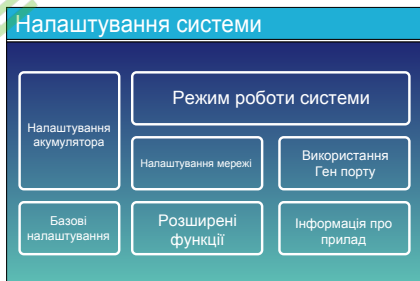 Налаштування системи
Налаштування
акумулятора
Режим роботи системи
Налаштування мережі
Використання
Ген порту
Базові
налаштування
Розширені
функції
Інформація про
прилад